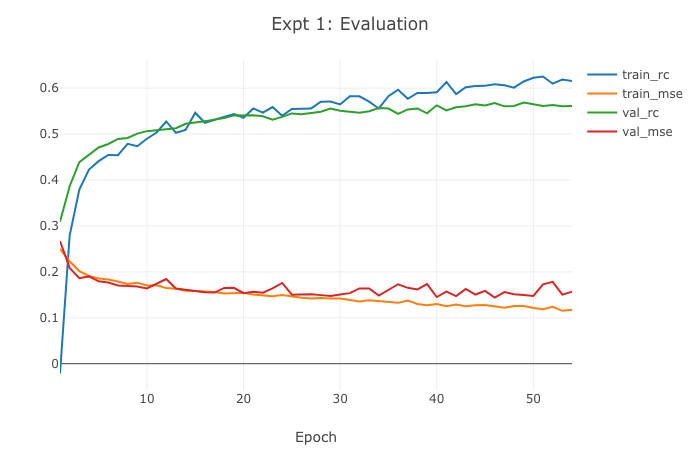 Expt 1: Evaluation
0.6
0.5
0.4
0.3
0.2
0.1
0
10
20
30
40
50
Epoch
train_rc
train_mse
val_rc
val_mse